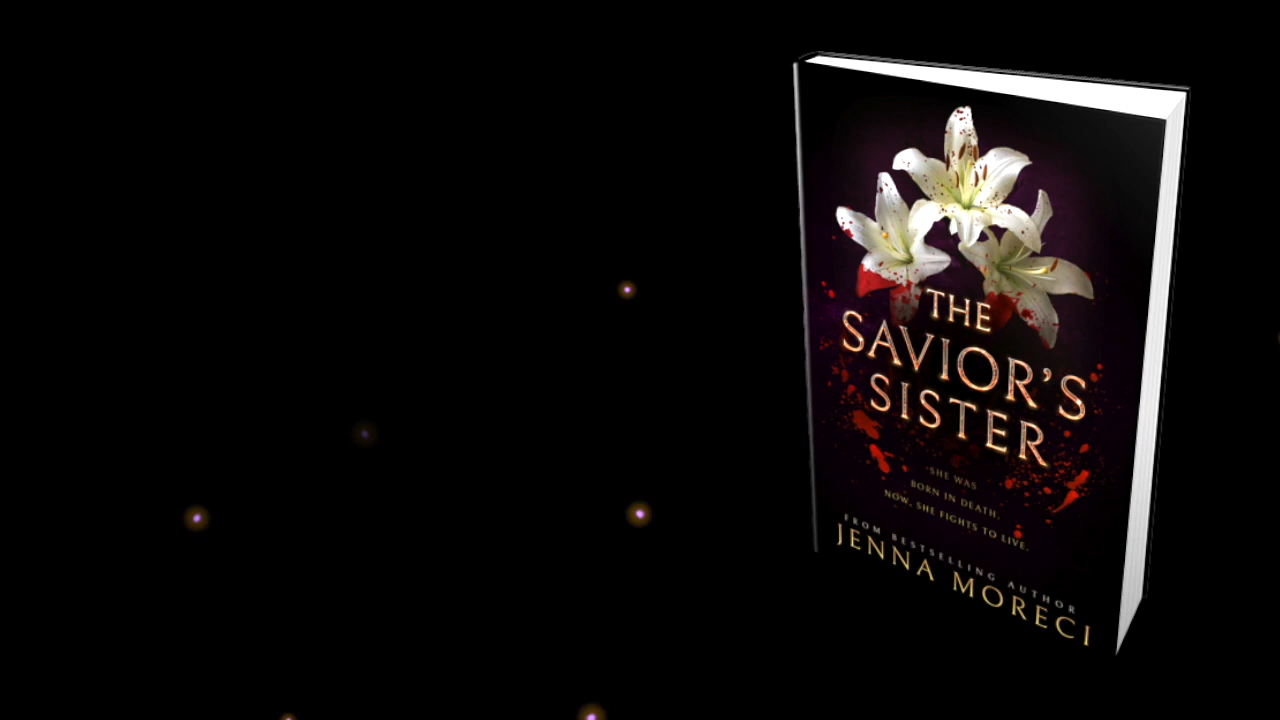 THE
SAVIOR'S
SISTER
SHE WAS
BORN IN DEATH.
NOW, SHE FIGHTS TO LIVE.
FROM BESTSELLING AUTHOR
JENNA MORECI